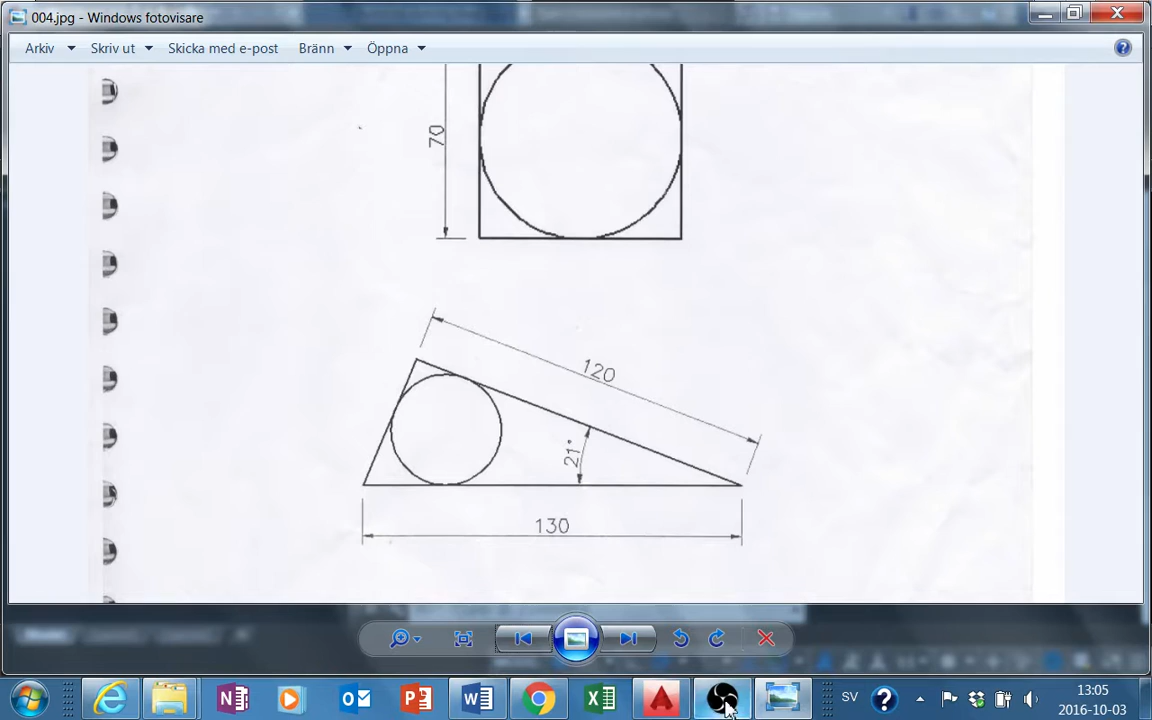 004.jpg - Windows fotovisare
Arkiv Skriv ut Skicka med e-post Bränn Öppna
70
120
21°
130
SV
13:05
2016-10-03